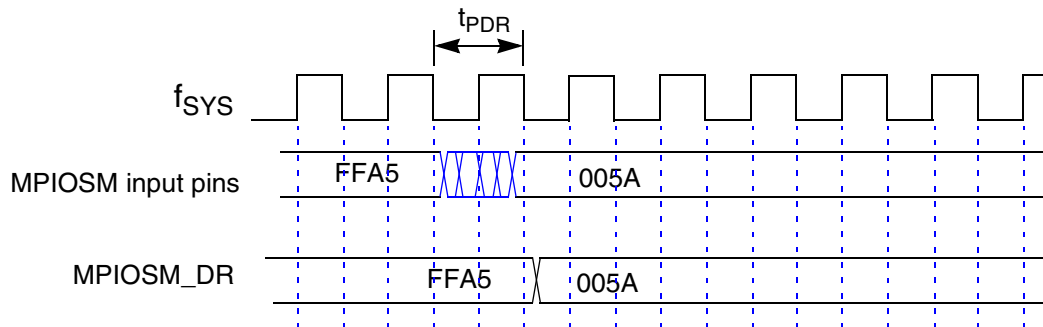 tPDR
fSYS
MPIOSM input pins
FFA5
005A
MPIOSM_DR
FFA5
005A